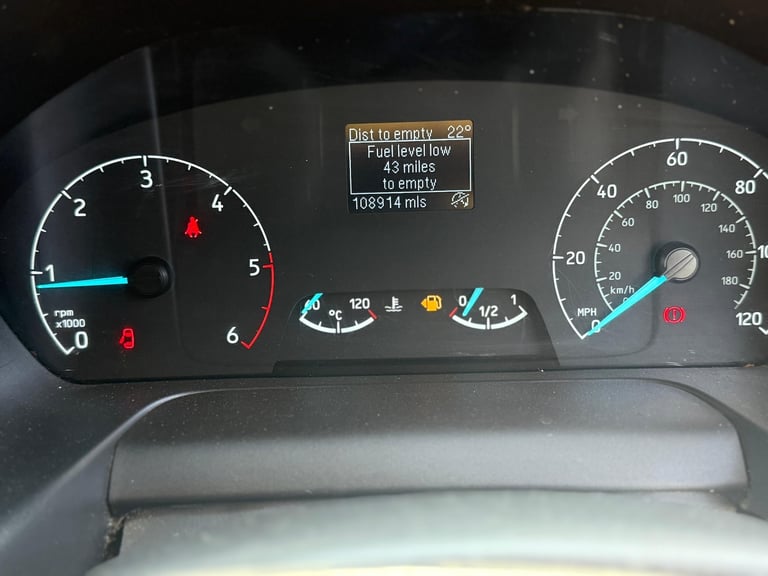 Dist to empty 22°
Fuel level low
43 miles
to empty
108914 mls
0 1 2 3 4 5 6
rpm
x1000
60 120
°C
0 1/2 1
0 20 40 60 80 10 120
MPH
0 20 40 60 80 100 120 140 160 180
km/h